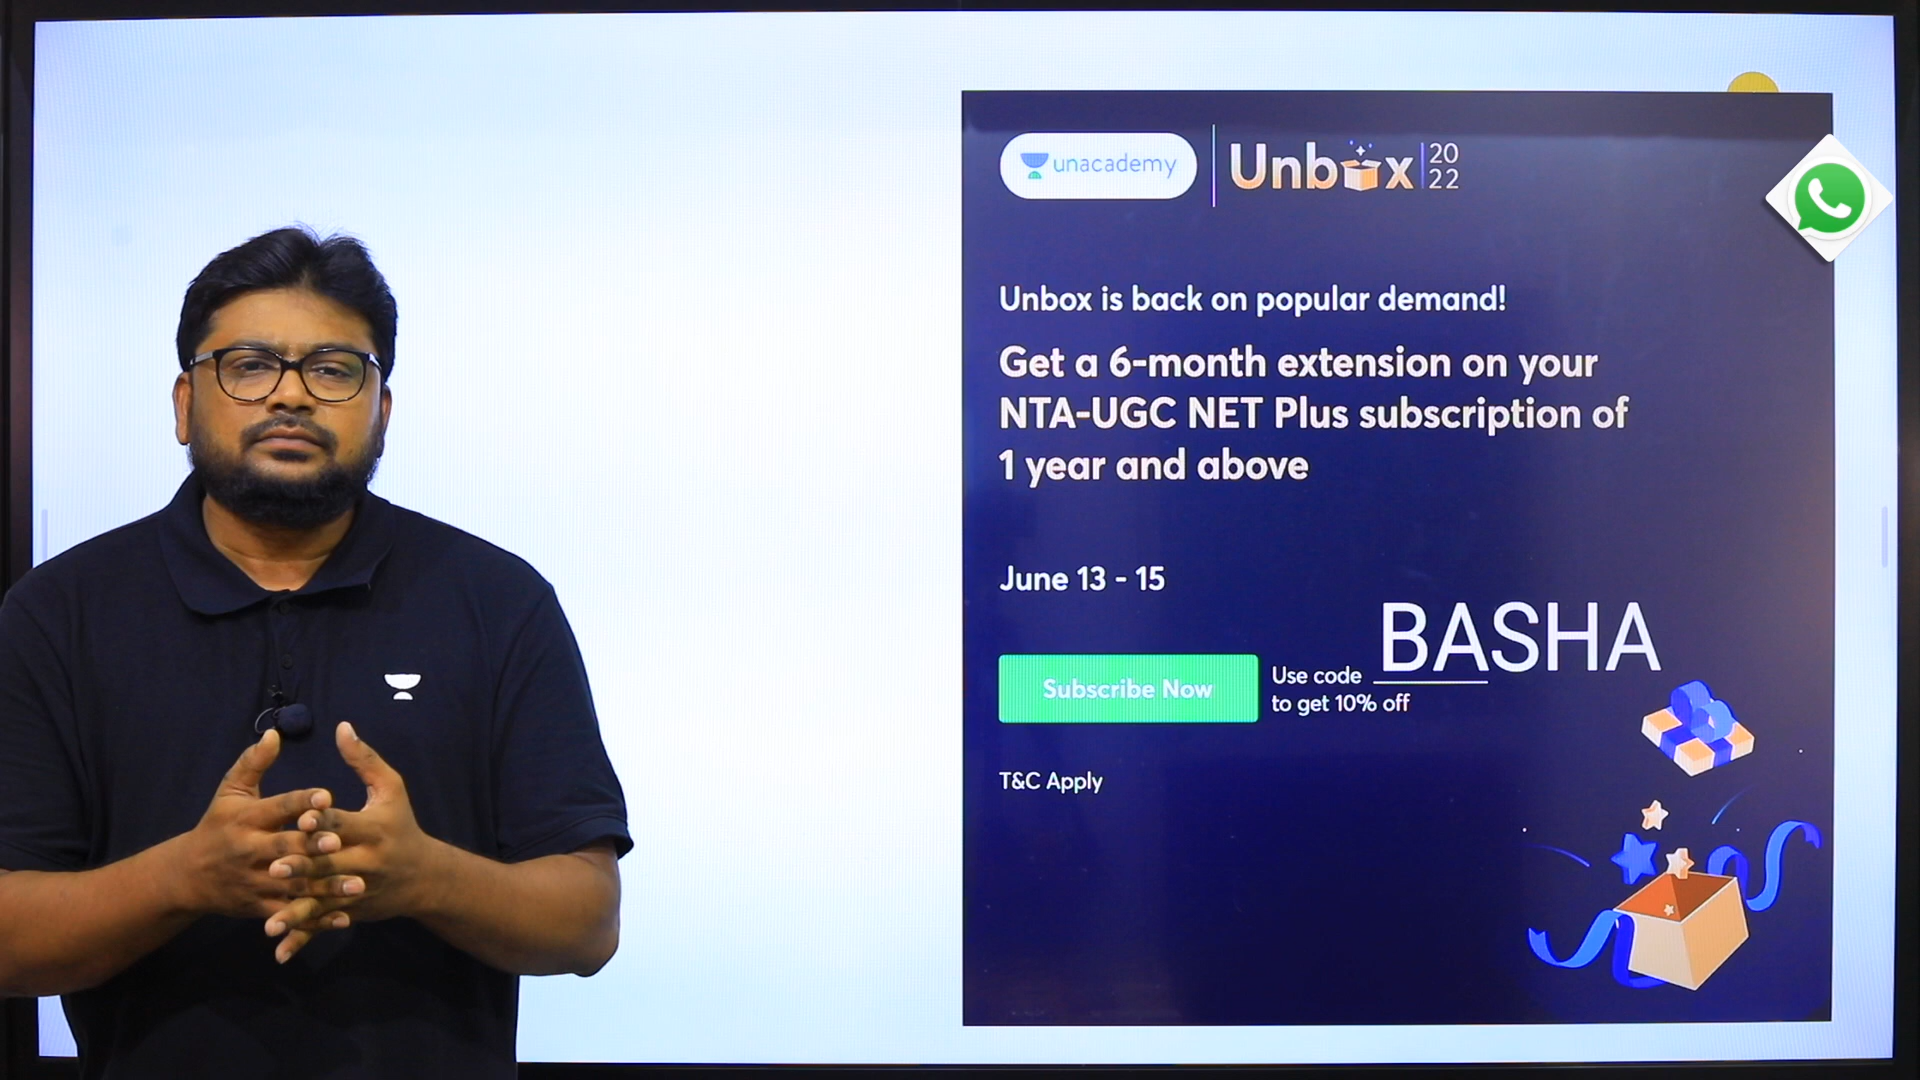 unacademy
Unbox 20
22
Unbox is back on popular demand!
Get a 6-month extension on your
NTA-UGC NET Plus subscription of
1 year and above
June 13 - 15
BASHA
Subscribe Now
Use code
to get 10% off
T&C Apply